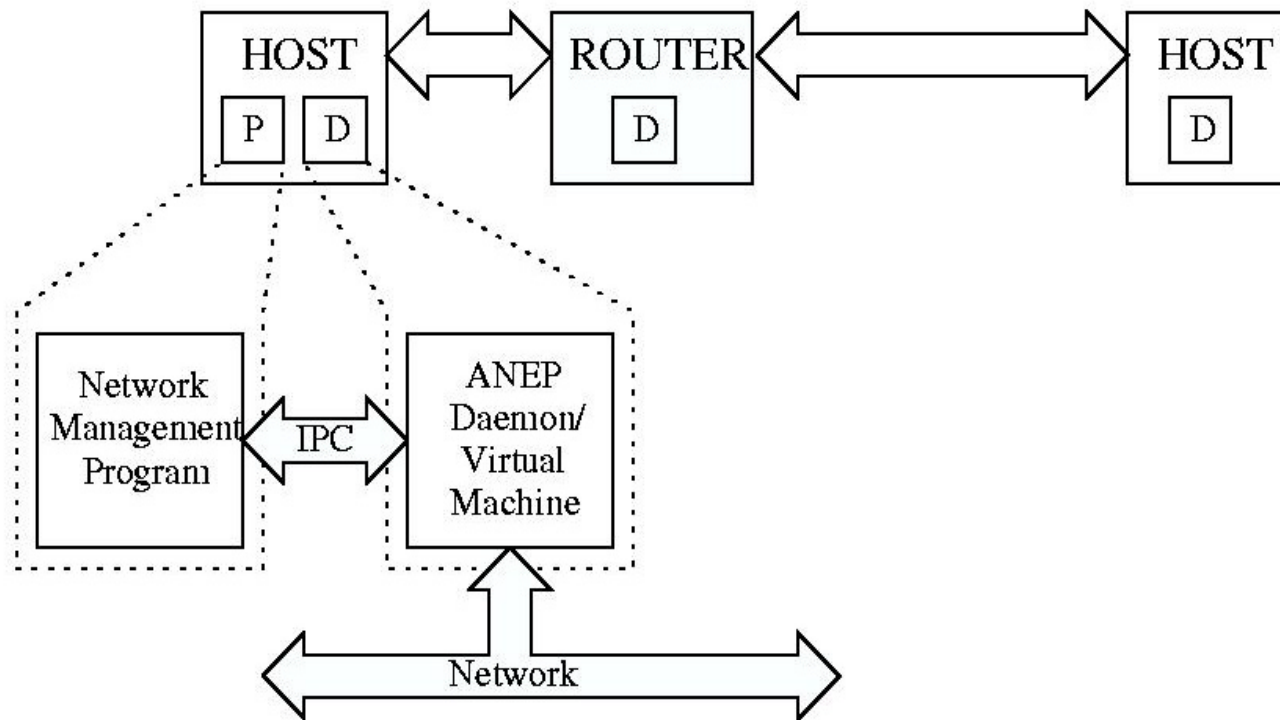 HOST
P
D
ROUTER
D
HOST
D
Network
Management
Program
IPC
ANEP
Daemon/
Virtual
Machine
Network